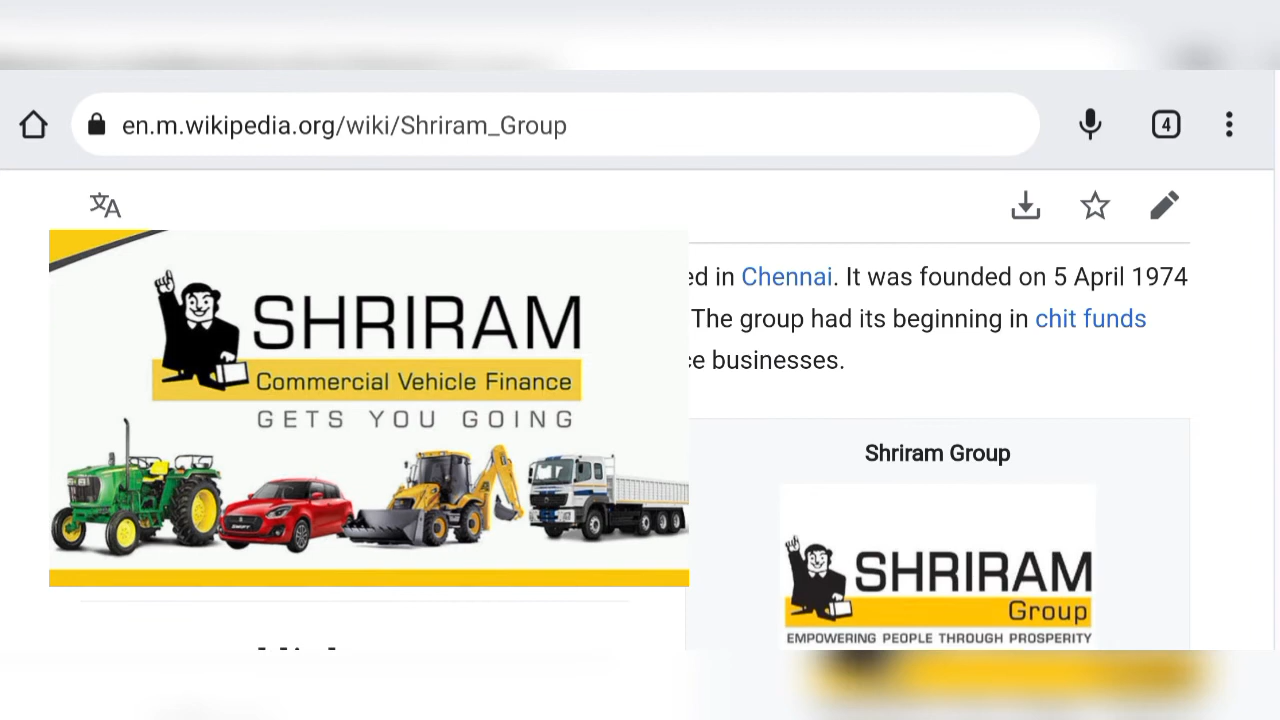 en.m.wikipedia.org/wiki/Shriram_Group
4
SHRIRAM
Commercial Vehicle Finance
GETS YOU GOING
SWIFT
ed in Chennai. It was founded on 5 April 1974
The group had its beginning in chit funds
businesses.
Shriram Group
SHRIRAM
Group
EMPOWERING PEOPLE THROUGH PROSPERITY